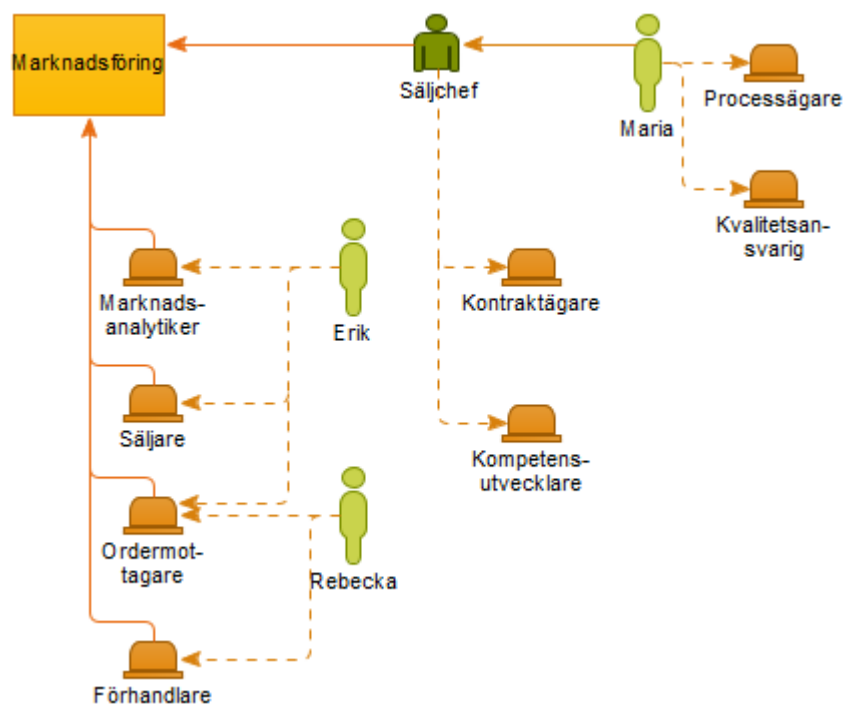 Marknadsföring
Säljchef
Maria
Processägare
Kvalitetsan-
svarig
Marknads-
analytiker
Erik
Kontraktägare
Säljare
Kompetens-
utvecklare
Ordermot-
tagare
Rebecka
Förhandlare